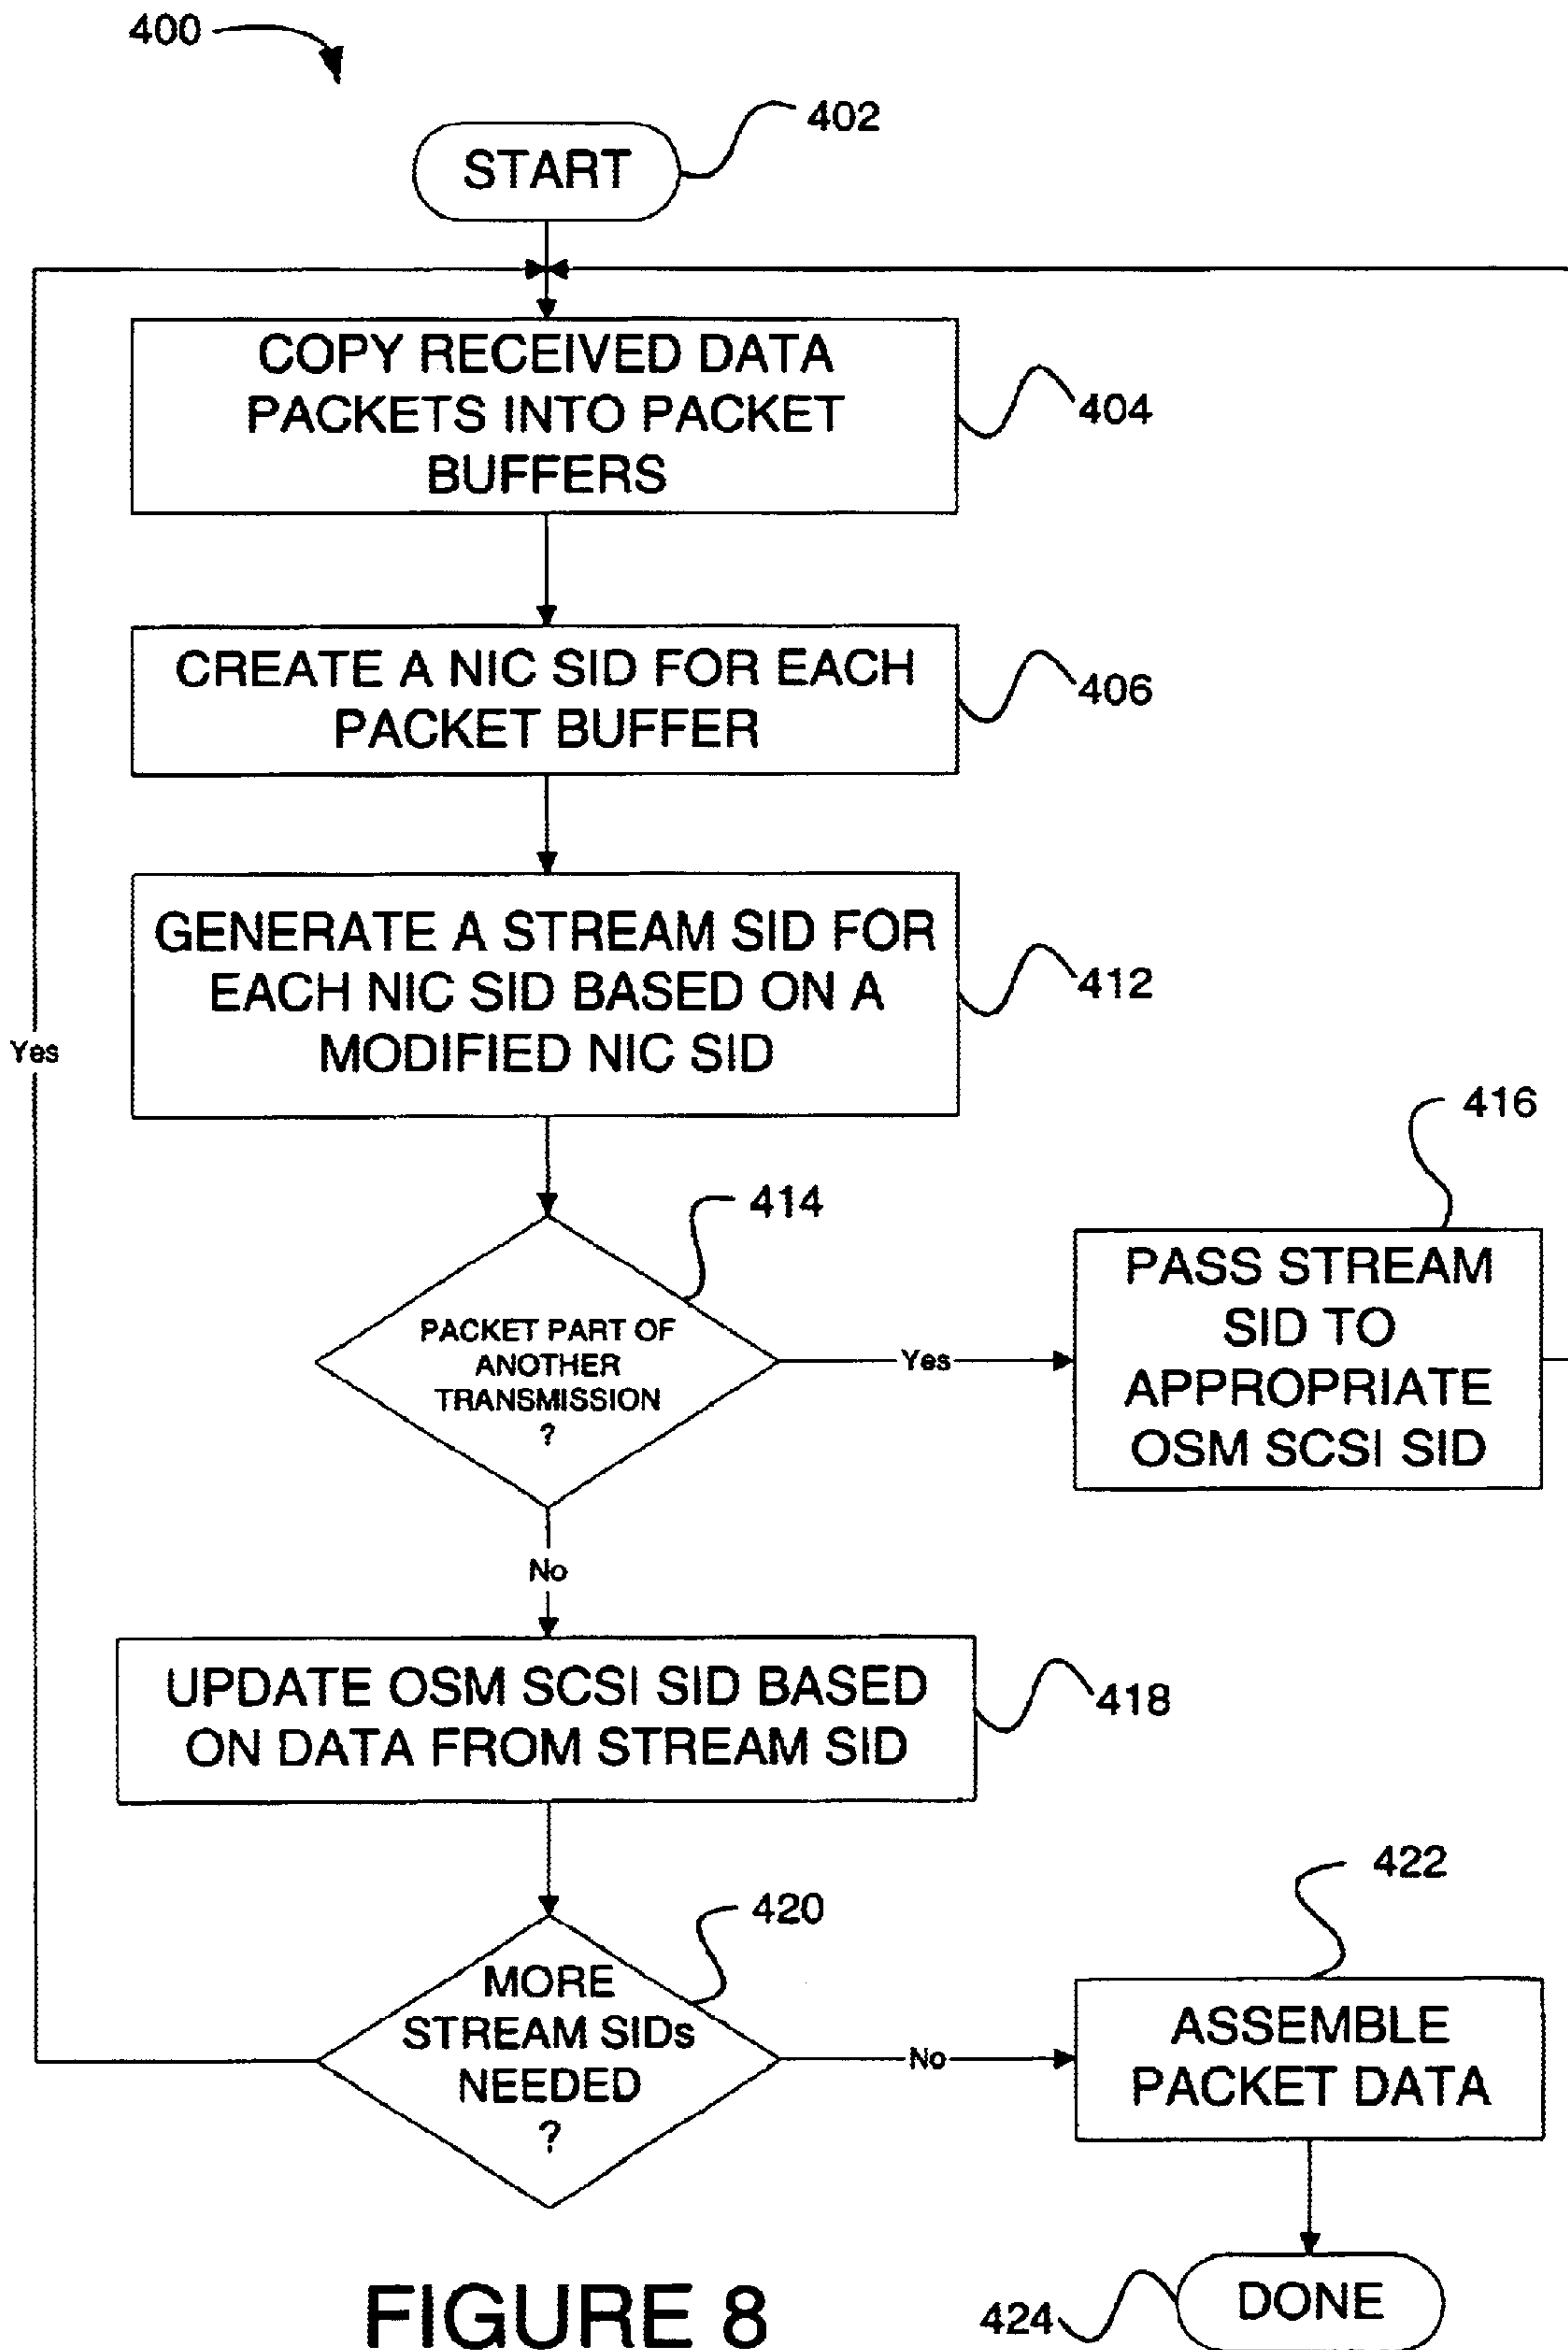 400
402
START
COPY RECEIVED DATA
PACKETS INTO PACKET
BUFFERS
404
CREATE A NIC SID FOR EACH
PACKET BUFFER
406
GENERATE A STREAM SID FOR
EACH NIC SID BASED ON A
MODIFIED NIC SID
412
Yes
414
PACKET PART OF
ANOTHER
TRANSMISSION
?
Yes
416
PASS STREAM
SID TO
APPROPRIATE
OSM SCSI SID
No
UPDATE OSM SCSI SID BASED
ON DATA FROM STREAM SID
418
420
MORE
STREAM SIDs
NEEDED
?
No
422
ASSEMBLE
PACKET DATA
424
DONE
FIGURE 8